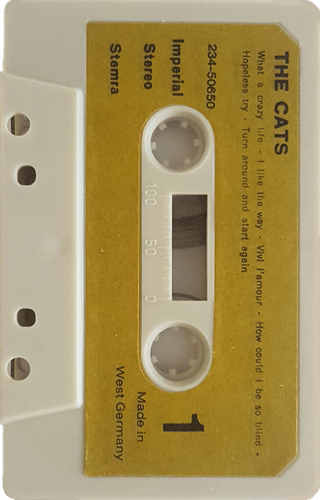 THE CATS
What a crazy life - I like the way - Vivi l'amour - How could I be so blind -
Hopeless try - Turn around and start again
234-50650
Imperial
Stereo
Stemra
1
Made in
West Germany
100 50 0